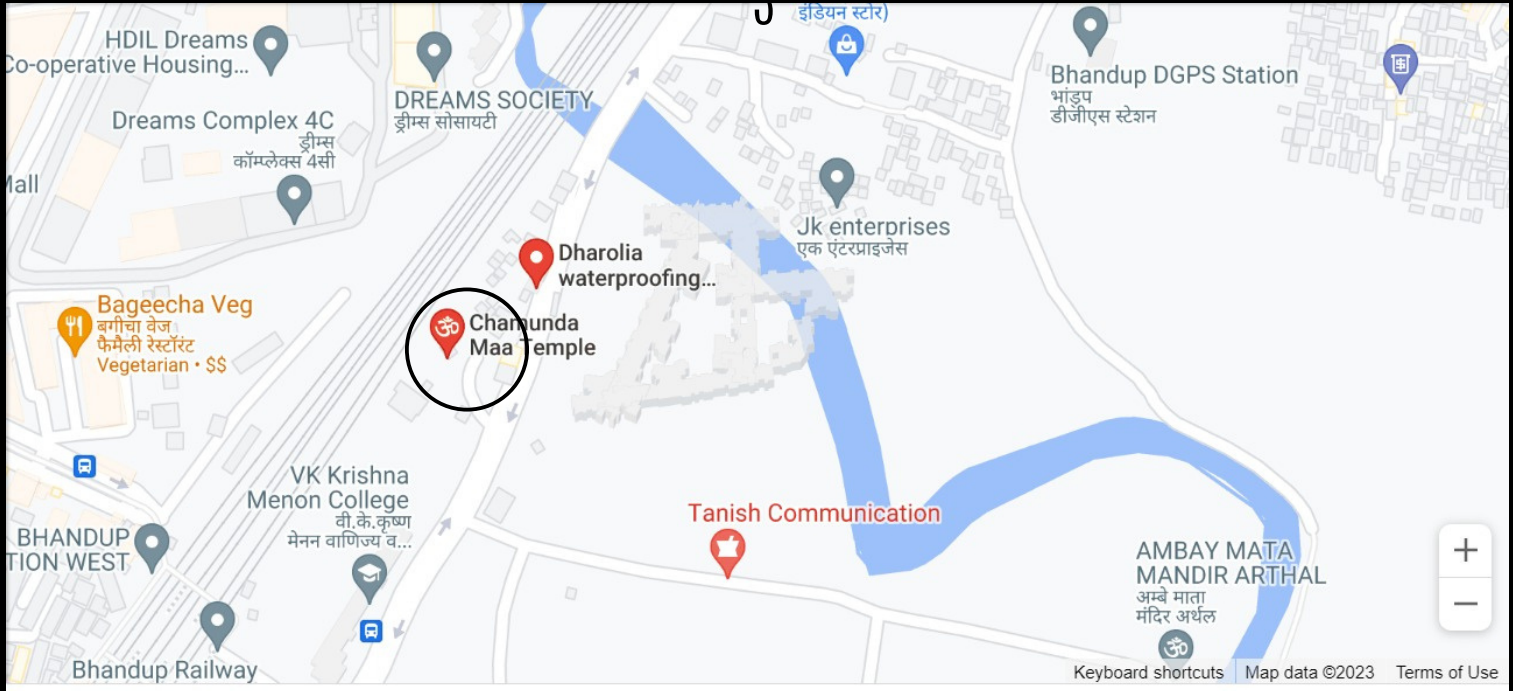 इंडियन स्टोर)
HDIL Dreams
Co-operative Housing...
DREAMS SOCIETY
ड्रीम्स सोसायटी
Bhandup DGPS Station
भांडुप
डीजीएस स्टेशन
Dreams Complex 4C
ड्रीम्स
कॉम्प्लेक्स 4सी
Mall
Jk enterprises
एक एंटरप्राइजेस
Dharolia
waterproofing...
Bageecha Veg
बगीचा वेज
फैमैली रेस्टॉरंट
Vegetarian • $$
Chamunda
Maa Temple
VK Krishna
Menon College
वी.के.कृष्ण
मेनन वाणिज्य व...
Tanish Communication
BHANDUP
TION WEST
AMBAY MATA
MANDIR ARTHAL
अम्बे माता
मंदिर अर्थल
Bhandup Railway
Keyboard shortcuts Map data ©2023 Terms of Use